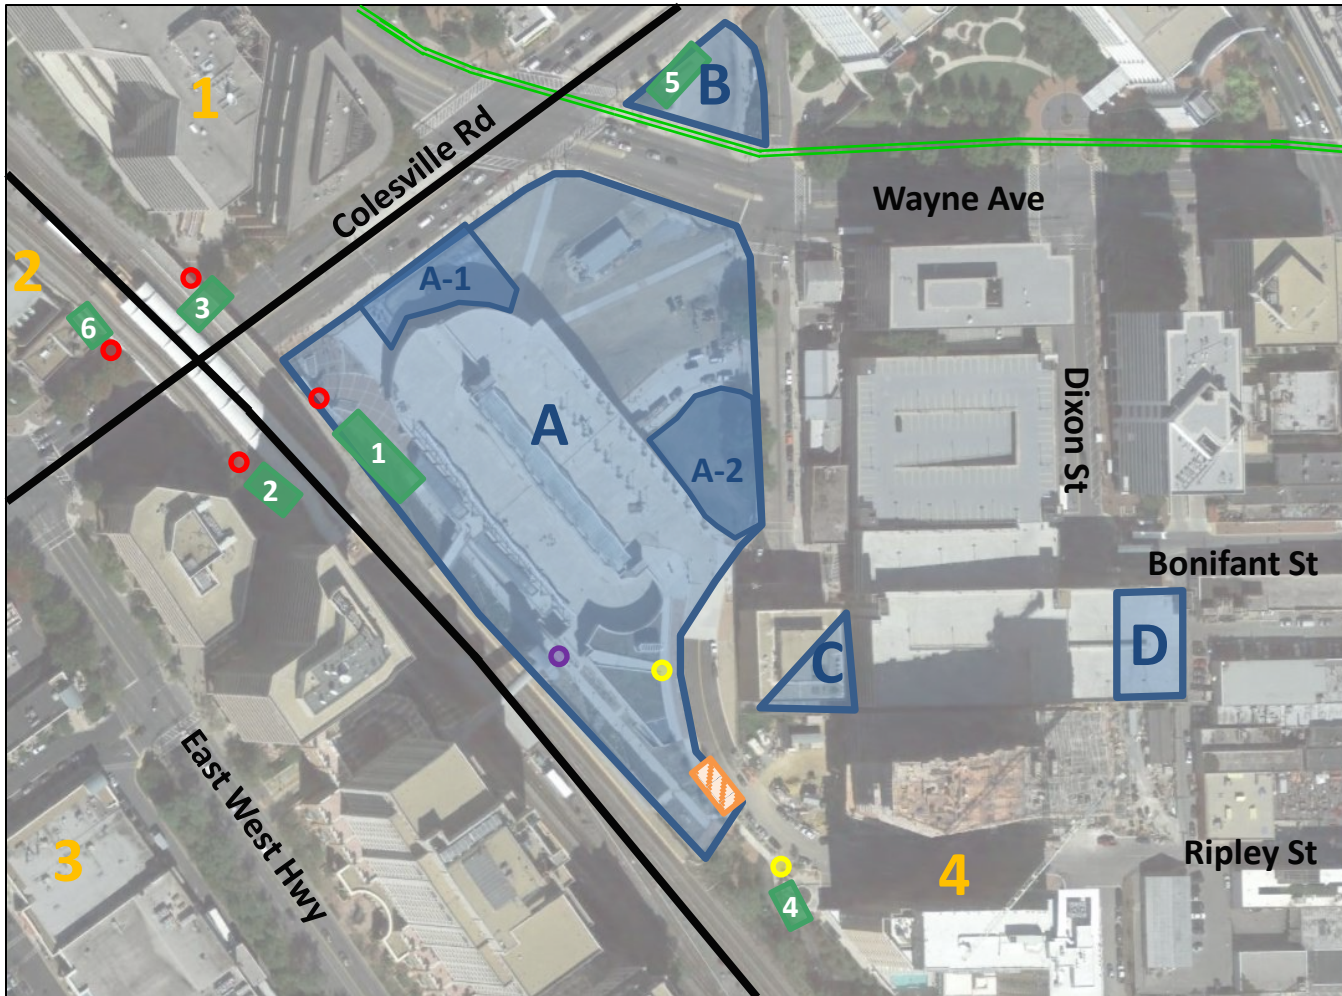 1
5
B
Colesville Rd
Wayne Ave
2
A-1
3
6
A
Dixon St
1
A-2
2
Bonifant St
C
D
East West Hwy
3
4
Ripley St
4